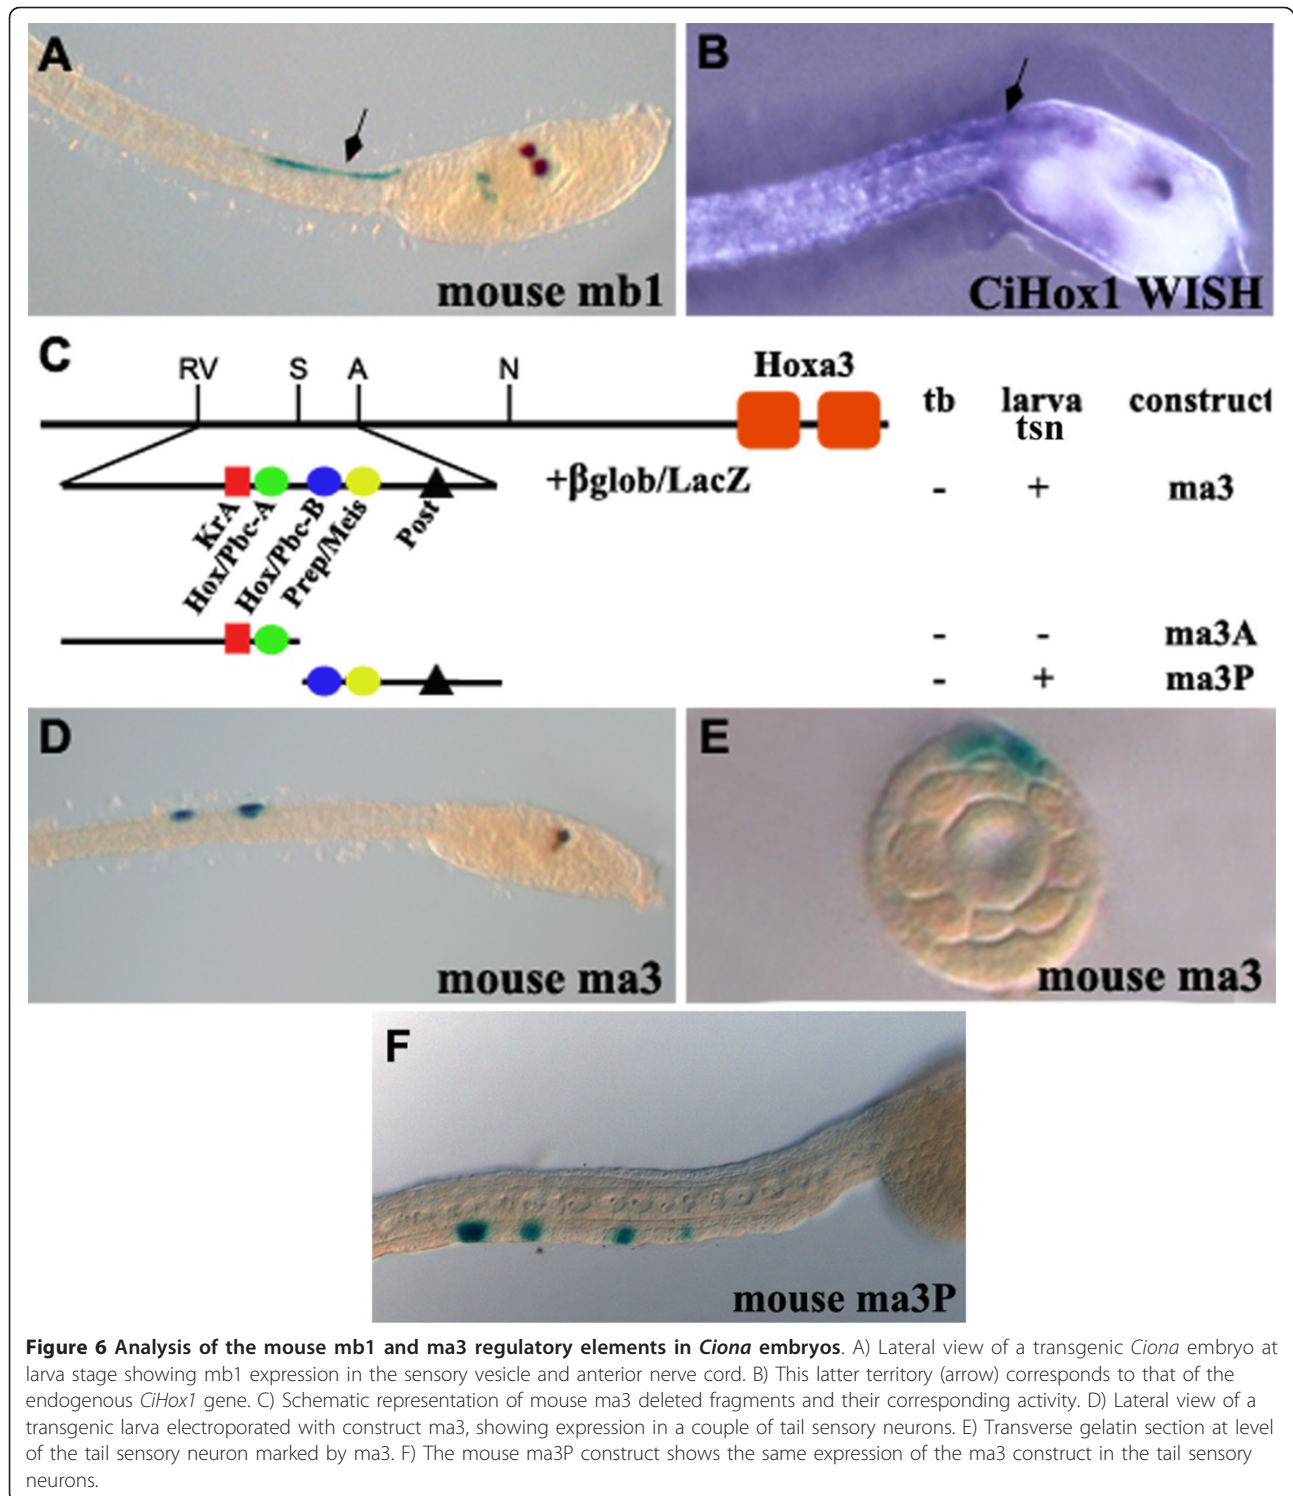 A
mouse mb1
B
CiHox1 WISH
C
RV S A N
Hoxa3
tb larva tsn construct
+βglob/LacZ
- + ma3
KrA
Hox/Pbc-A
Hox/Pbc-B
Prep/Meis
Post
- - ma3A
- + ma3P
D
mouse ma3
E
mouse ma3
F
mouse ma3P
Figure 6 Analysis of the mouse mb1 and ma3 regulatory elements in Ciona embryos. A) Lateral view of a transgenic Ciona embryo at
larva stage showing mb1 expression in the sensory vesicle and anterior nerve cord. B) This latter territory (arrow) corresponds to that of the
endogenous CiHox1 gene. C) Schematic representation of mouse ma3 deleted fragments and their corresponding activity. D) Lateral view of a
transgenic larva electroporated with construct ma3, showing expression in a couple of tail sensory neurons. E) Transverse gelatin section at level
of the tail sensory neuron marked by ma3. F) The mouse ma3P construct shows the same expression of the ma3 construct in the tail sensory
neurons.